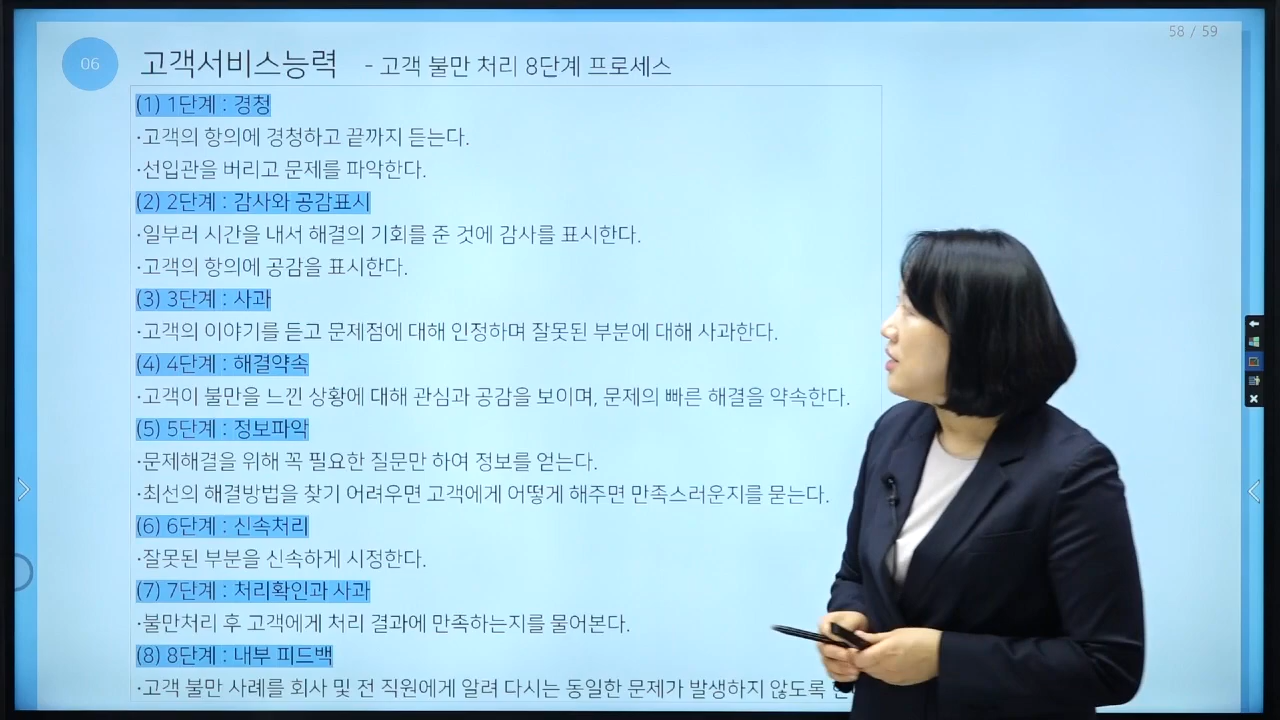 58 / 59
06
고객서비스능력 - 고객 불만 처리 8단계 프로세스
(1) 1단계 : 경청
·고객의 항의에 경청하고 끝까지 듣는다.
·선입관을 버리고 문제를 파악한다.
(2) 2단계 : 감사와 공감표시
·일부러 시간을 내서 해결의 기회를 준 것에 감사를 표시한다.
·고객의 항의에 공감을 표시한다.
(3) 3단계 : 사과
·고객의 이야기를 듣고 문제점에 대해 인정하며 잘못된 부분에 대해 사과한다.
(4) 4단계 : 해결약속
·고객이 불만을 느낀 상황에 대해 관심과 공감을 보이며, 문제의 빠른 해결을 약속한다.
(5) 5단계 : 정보파악
·문제해결을 위해 꼭 필요한 질문만 하여 정보를 얻는다.
·최선의 해결방법을 찾기 어려우면 고객에게 어떻게 해주면 만족스러운지를 묻는다.
(6) 6단계 : 신속처리
·잘못된 부분을 신속하게 시정한다.
(7) 7단계 : 처리확인과 사과
·불만처리 후 고객에게 처리 결과에 만족하는지를 물어본다.
(8) 8단계 : 내부 피드백
·고객 불만 사례를 회사 및 전 직원에게 알려 다시는 동일한 문제가 발생하지 않도록